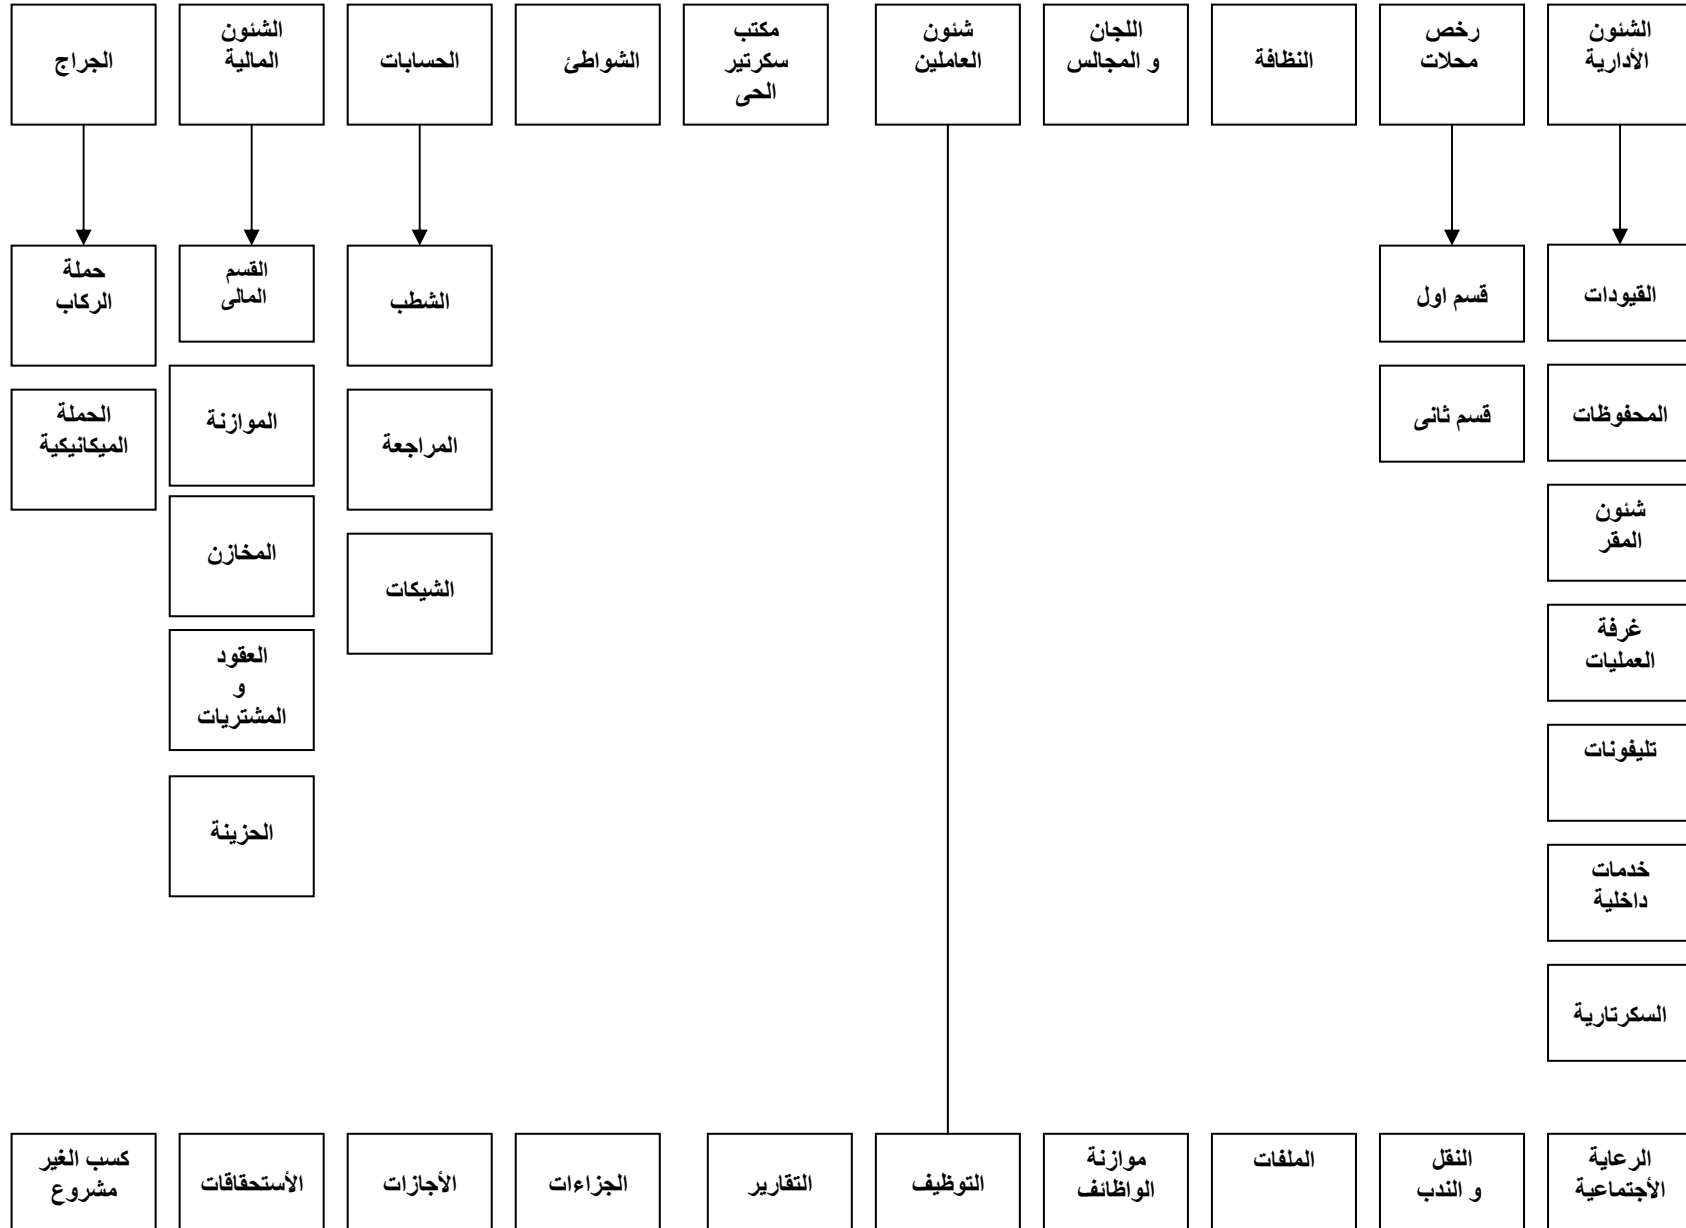 الشئون
الأدارية
رخص
محلات
النظافة
اللجان
و المجالس
شئون
العاملين
مكتب
سكرتير
الحى
الشواطئ
الحسابات
الشئون
المالية
الجراج
القيودات
المحفوظات
شئون
المقر
غرفة
العمليات
تليفونات
خدمات
داخلية
السكرتارية
قسم اول
قسم ثانى
الشطب
المراجعة
الشيكات
القسم
المالى
الموازنة
المخازن
العقود
و
المشتريات
الحزينة
حملة
الركاب
الحملة
الميكانيكية
الرعاية
الأجتماعية
النقل
و الندب
الملفات
موازنة
الواظائف
التوظيف
التقارير
الجزاءات
الأجازات
الأستحقاقات
كسب الغير
مشروع